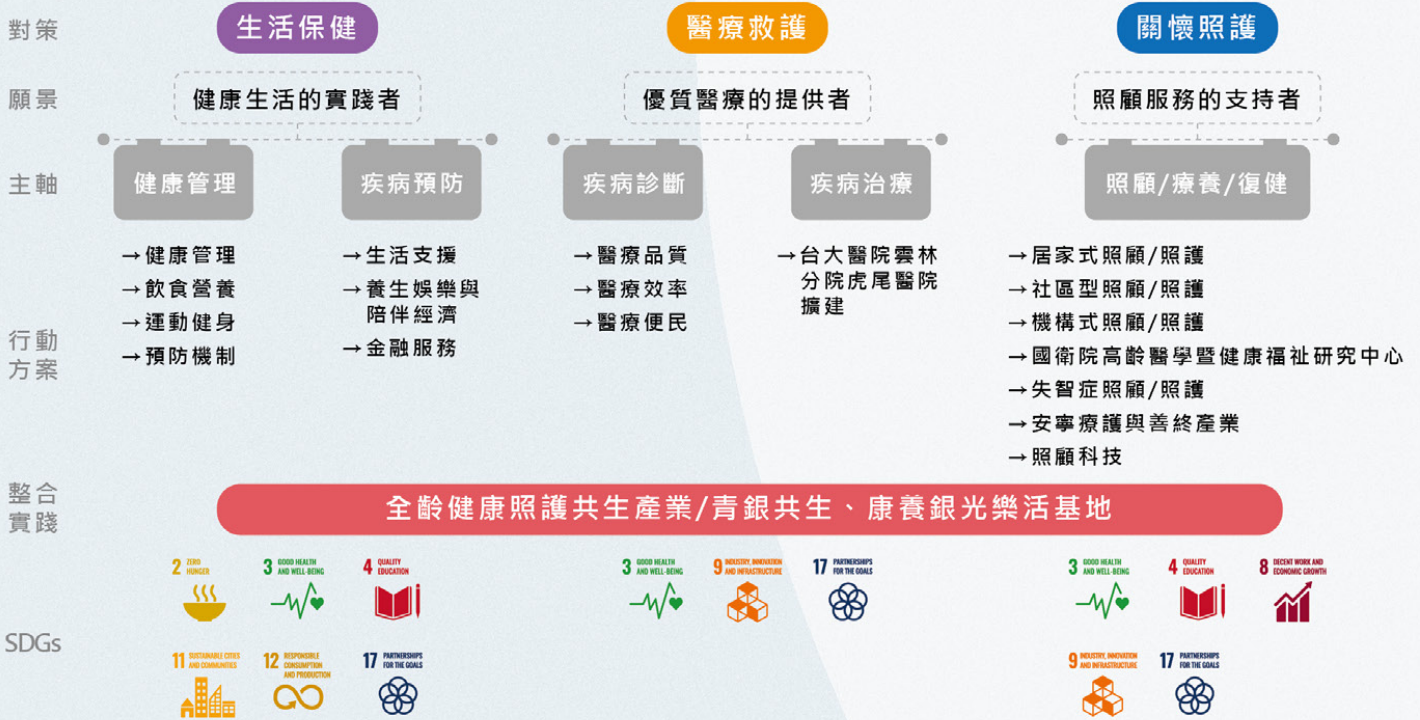 對策
生活保健
醫療救護
關懷照護
願景
健康生活的實踐者
優質醫療的提供者
照顧服務的支持者
主軸
健康管理
疾病預防
疾病診斷
疾病治療
照顧/療養/復健
行動
方案
→健康管理
→飲食營養
→運動健身
→預防機制
→生活支援
→養生娛樂與
陪伴經濟
→金融服務
→醫療品質
→醫療效率
→醫療便民
→台大醫院雲林
分院虎尾醫院
擴建
→居家式照顧/照護
→社區型照顧/照護
→機構式照顧/照護
→國衛院高齡醫學暨健康福祉研究中心
→失智症照顧/照護
→安寧療護與善終產業
→照顧科技
整合
實踐
全齡健康照護共生產業/青銀共生、康養銀光樂活基地
SDGs
2 ZERO
HUNGER
3 GOOD HEALTH
AND WELL-BEING
4 QUALITY
EDUCATION
11 SUSTAINABLE CITIES
AND COMMUNITIES
12 RESPONSIBLE
CONSUMPTION
AND PRODUCTION
17 PARTNERSHIPS
FOR THE GOALS
3 GOOD HEALTH
AND WELL-BEING
9 INDUSTRY, INNOVATION
AND INFRASTRUCTURE
17 PARTNERSHIPS
FOR THE GOALS
3 GOOD HEALTH
AND WELL-BEING
4 QUALITY
EDUCATION
8 DECENT WORK AND
ECONOMIC GROWTH
9 INDUSTRY, INNOVATION
AND INFRASTRUCTURE
17 PARTNERSHIPS
FOR THE GOALS